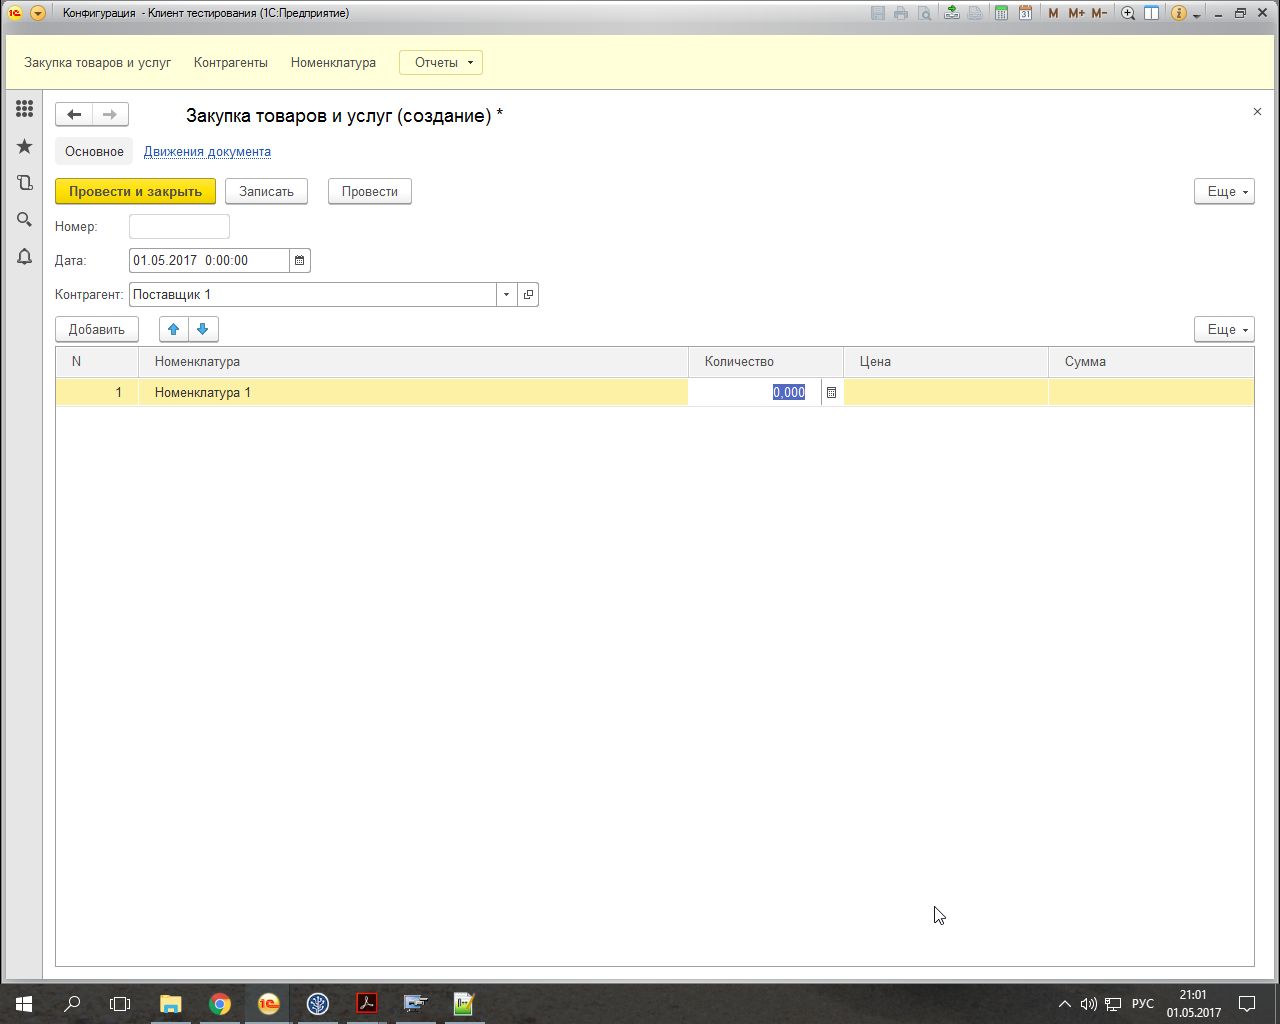 Конфигурация - Клиент тестирования (1С:Предприятие)
31 M M+ M-
Закупка товаров и услуг Контрагенты Номенклатура Отчеты
Закупка товаров и услуг (создание) *
Основное Движения документа
Провести и закрыть Записать Провести Еще
Номер:
Дата: 01.05.2017 0:00:00
Контрагент: Поставщик 1
Добавить Еще
N Номенклатура Количество Цена Сумма
1 Номенклатура 1 0,000
РУС 21:01
01.05.2017